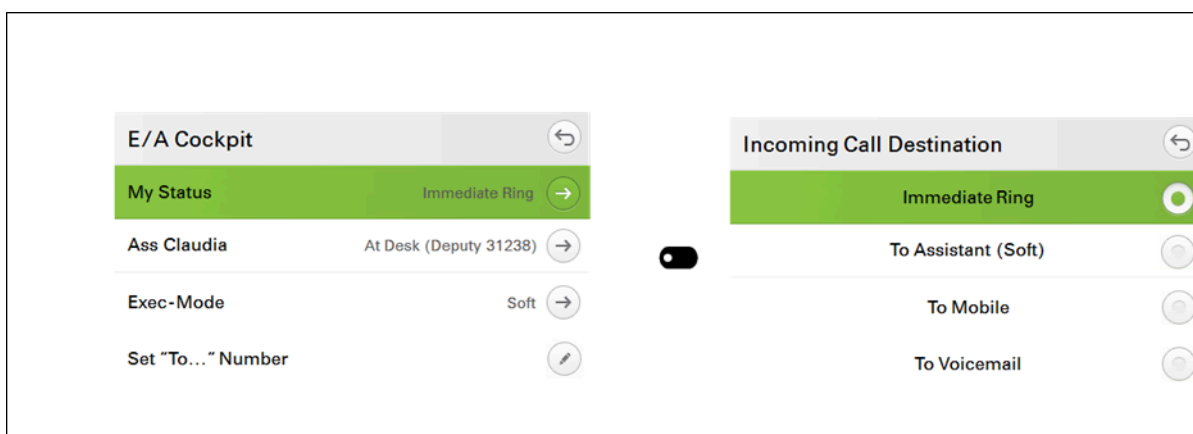 E/A Cockpit
My Status Immediate Ring
Ass Claudia At Desk (Deputy 31238)
Exec-Mode Soft
Set "To..." Number
Incoming Call Destination
Immediate Ring
To Assistant (Soft)
To Mobile
To Voicemail